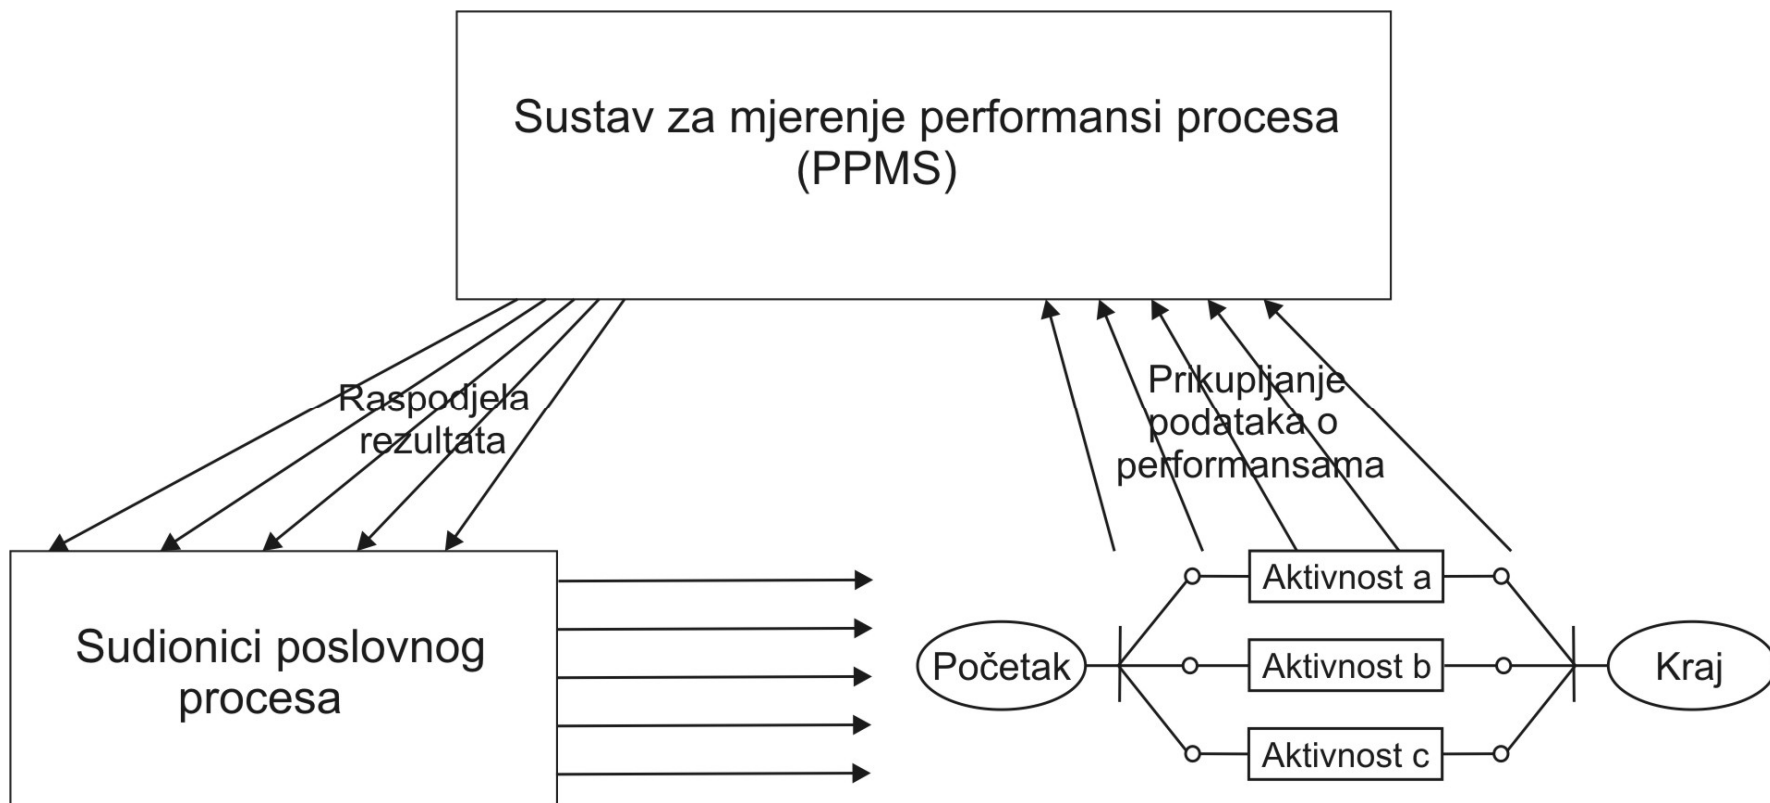 Sustav za mjerenje performansi procesa
(PPMS)
Raspodjela
rezultata
Prikupljanje
podataka o
performansama
Sudionici poslovnog
procesa
Početak
Aktivnost a
Aktivnost b
Aktivnost c
Kraj